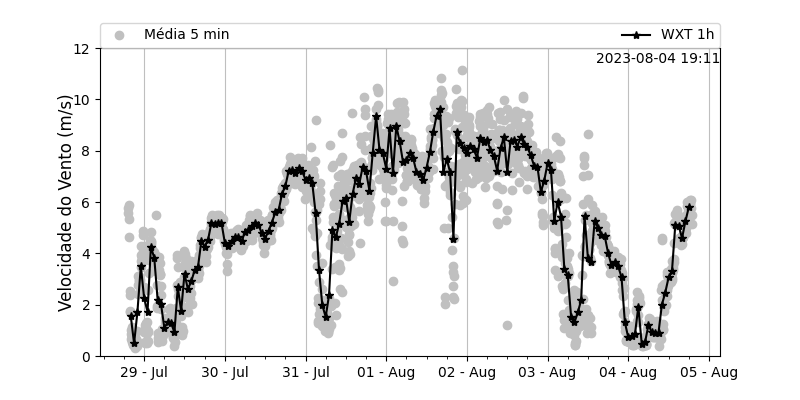 Média 5 min WXT 1h
2023-08-04 19:11
Velocidade do Vento (m/s)
12
10
8
6
4
2
0
29 - Jul 30 - Jul 31 - Jul 01 - Aug 02 - Aug 03 - Aug 04 - Aug 05 - Aug